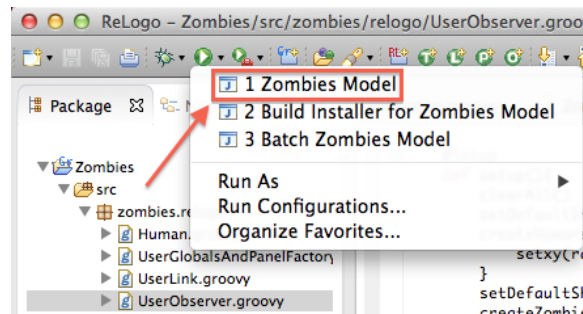 ReLogo – Zombies/src/zombies/relogo/UserObserver.groo
1 Zombies Model
2 Build Installer for Zombies Model
3 Batch Zombies Model
Run As
Run Configurations...
Organize Favorites...
Package
Zombies
src
zombies.re
Human.
UserGlobalsAndPanelFactory
UserLink.groovy
UserObserver.groovy
setxy(ra
}
setDefaultSh
createZombi